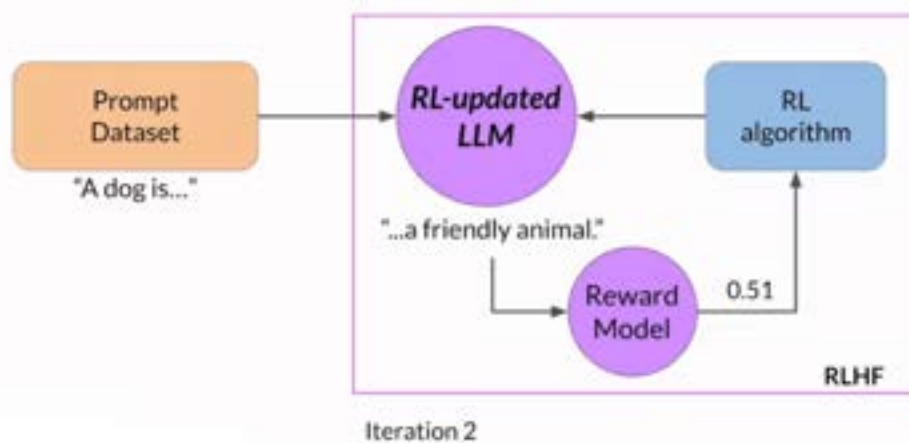 Prompt
Dataset
"A dog is..."
RL-updated
LLM
"...a friendly animal."
RL
algorithm
Reward
Model
0.51
RLHF
Iteration 2